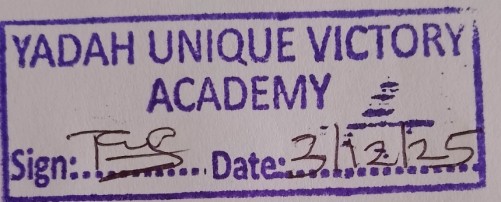 YADAH UNIQUE VICTORY
ACADEMY
Sign:........... Date: 3/12/25